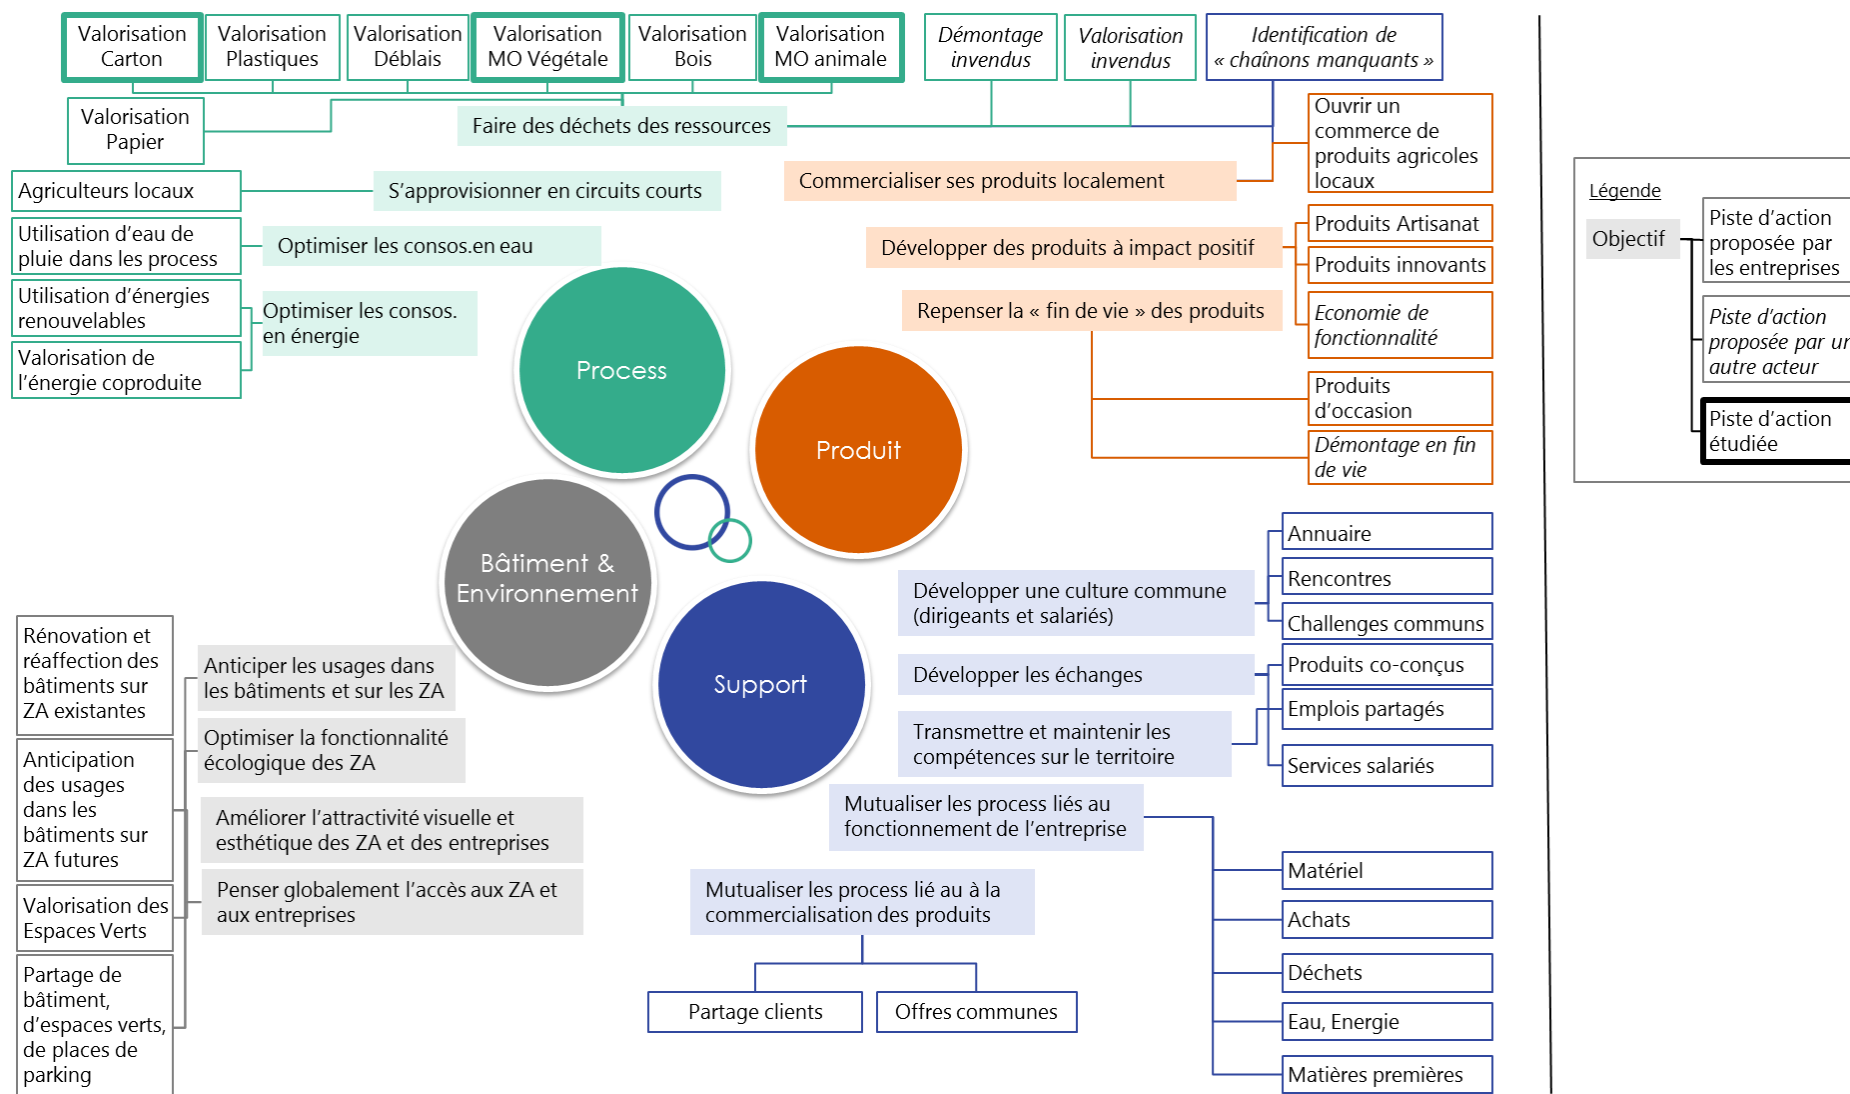 Valorisation
Carton
Valorisation
Plastiques
Valorisation
Déblais
Valorisation
MO Végétale
Valorisation
Bois
Valorisation
MO animale
Démontage
invendus
Valorisation
invendus
Identification de
« chaînons manquants »
Valorisation
Papier
Faire des déchets des ressources
Ouvrir un
commerce de
produits agricoles
locaux
Agriculteurs locaux
S’approvisionner en circuits courts
Commercialiser ses produits localement
Utilisation d’eau de
pluie dans les process
Optimiser les consos.en eau
Développer des produits à impact positif
Produits Artisanat
Produits innovants
Economie de
fonctionnalité
Utilisation d’énergies
renouvelables
Valorisation de
l’énergie coproduite
Optimiser les consos.
en énergie
Repenser la « fin de vie » des produits
Produits
d’occasion
Démontage en fin
de vie
Process
Produit
Bâtiment &
Environnement
Support
Légende
Objectif
Piste d’action
proposée par
les entreprises
Piste d’action
proposée par un
autre acteur
Piste d’action
étudiée
Développer une culture commune
(dirigeants et salariés)
Annuaire
Rencontres
Challenges communs
Développer les échanges
Produits co-conçus
Emplois partagés
Services salariés
Transmettre et maintenir les
compétences sur le territoire
Rénovation et
réaffection des
bâtiments sur
ZA existantes
Anticipation
des usages
dans les
bâtiments sur
ZA futures
Valorisation des
Espaces Verts
Partage de
bâtiment,
d’espaces verts,
de places de
parking
Anticiper les usages dans
les bâtiments et sur les ZA
Optimiser la fonctionnalité
écologique des ZA
Améliorer l’attractivité visuelle et
esthétique des ZA et des entreprises
Penser globalement l’accès aux ZA et
aux entreprises
Mutualiser les process liés au
fonctionnement de l’entreprise
Matériel
Achats
Déchets
Eau, Energie
Matières premières
Mutualiser les process lié au à la
commercialisation des produits
Partage clients
Offres communes